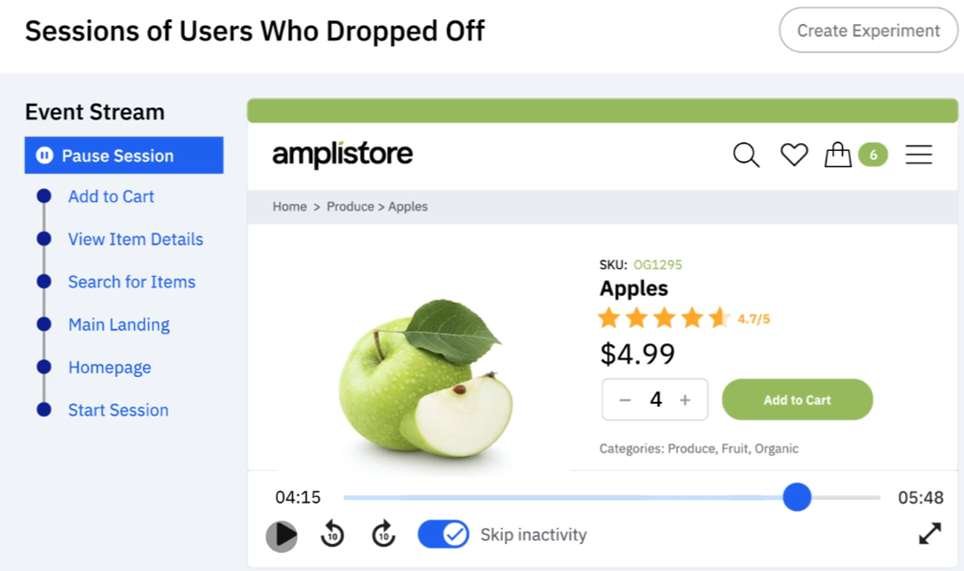 Sessions of Users Who Dropped Off
Create Experiment
Event Stream
Pause Session
Add to Cart
View Item Details
Search for Items
Main Landing
Homepage
Start Session
amplistore
6
Home > Produce > Apples
SKU: OG1295
Apples
4.7/5
$4.99
− 4 +
Add to Cart
Categories: Produce, Fruit, Organic
04:15
05:48
10
10
Skip inactivity